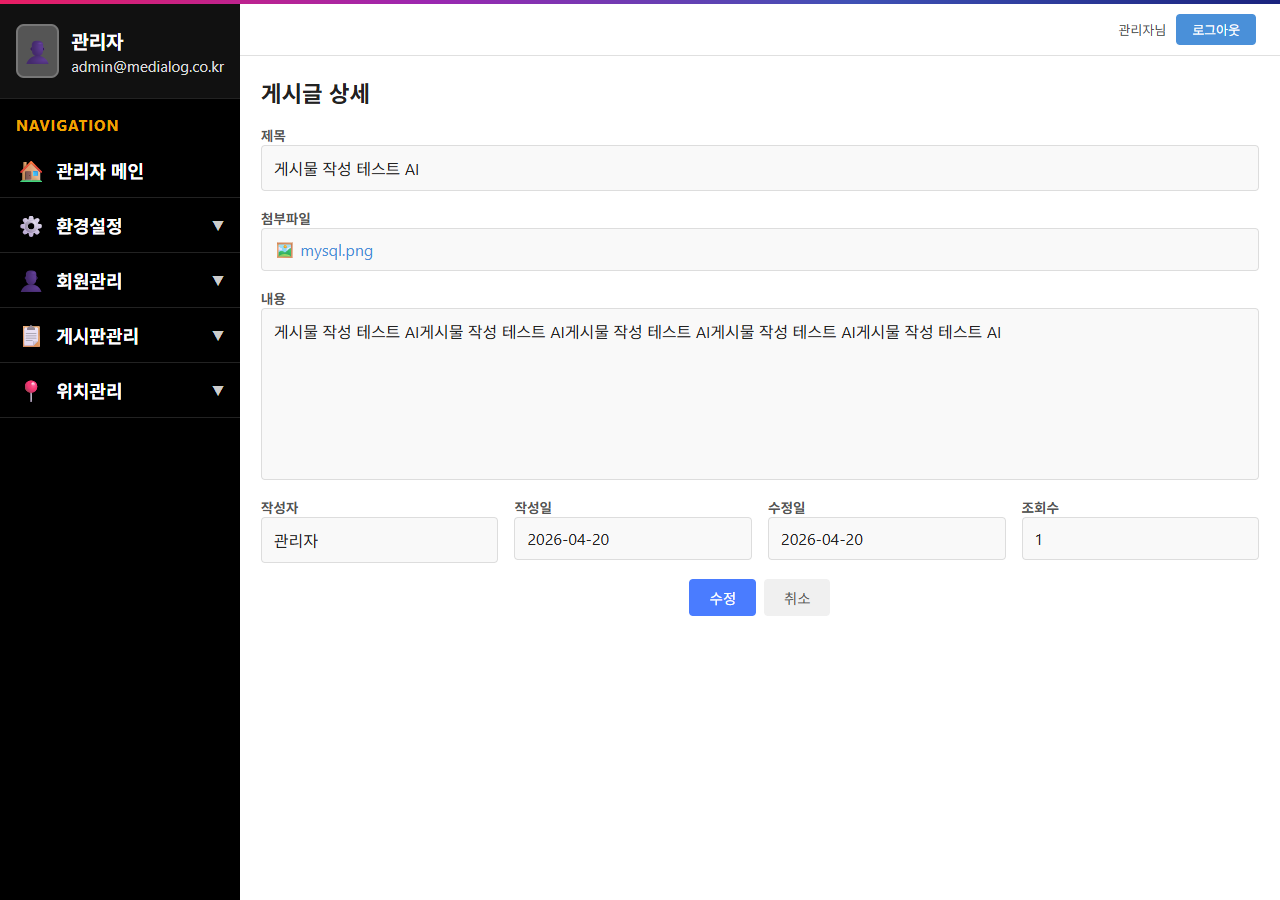 관리자
admin@medialog.co.kr
관리자님
로그아웃
NAVIGATION
관리자 메인
환경설정 ▼
회원관리 ▼
게시판관리 ▼
위치관리 ▼
게시글 상세
제목
게시물 작성 테스트 AI
첨부파일
mysql.png
내용
게시물 작성 테스트 AI게시물 작성 테스트 AI게시물 작성 테스트 AI게시물 작성 테스트 AI게시물 작성 테스트 AI
작성자 작성일 수정일 조회수
관리자 2026-04-20 2026-04-20 1
수정 취소